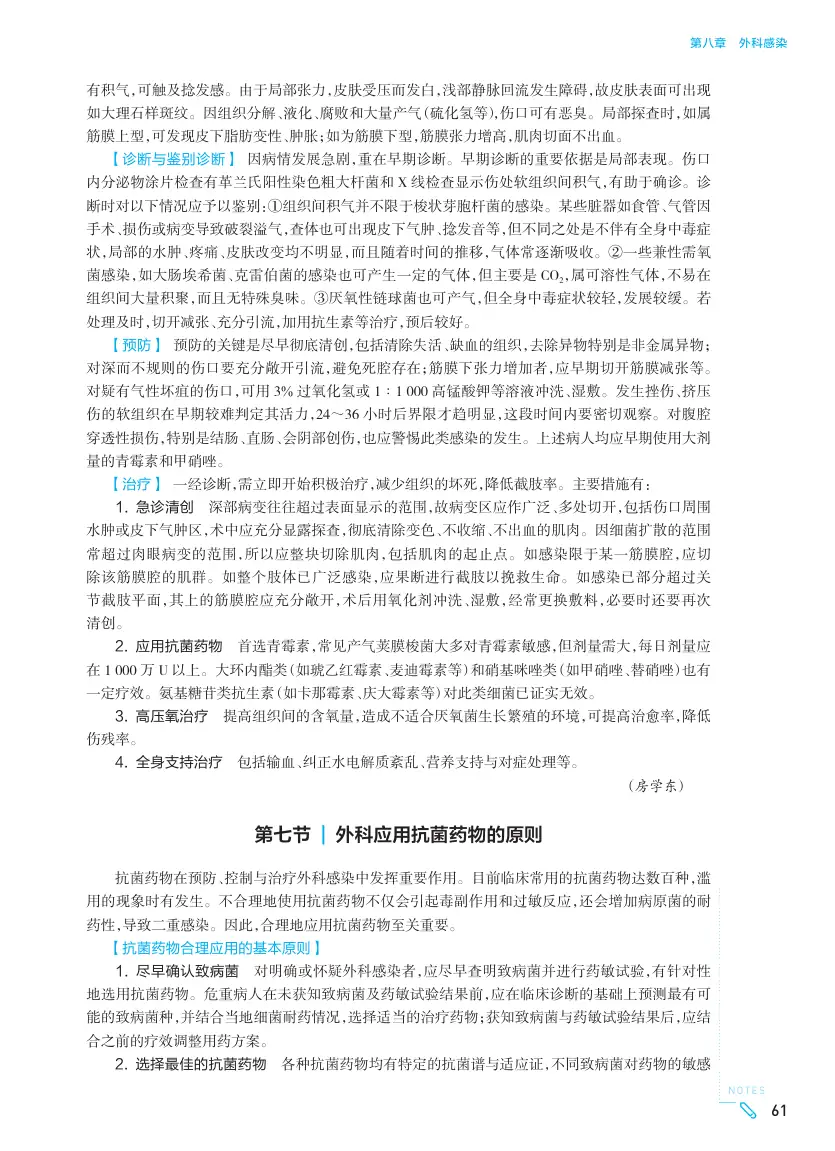 第八章 外科感染
有积气,可触及捻发感。由于局部张力,皮肤受压而发白,浅部静脉回流发生障碍,故皮肤表面可出现
如大理石样斑纹。因组织分解、液化、腐败和大量产气(硫化氢等),伤口可有恶臭。局部探查时,如属
筋膜上型,可发现皮下脂肪变性、肿胀;如为筋膜下型,筋膜张力增高,肌肉切面不出血。
【诊断与鉴别诊断】 因病情发展急剧,重在早期诊断。早期诊断的重要依据是局部表现。伤口
内分泌物涂片检查有革兰氏阳性染色粗大杆菌和 X 线检查显示伤处软组织间积气,有助于确诊。诊
断时对以下情况应予以鉴别:①组织间积气并不限于梭状芽胞杆菌的感染。某些脏器如食管、气管因
手术、损伤或病变导致破裂溢气,查体也可出现皮下气肿、捻发音等,但不同之处是不伴有全身中毒症
状,局部的水肿、疼痛、皮肤改变均不明显,而且随着时间的推移,气体常逐渐吸收。②一些兼性需氧
菌感染,如大肠埃希菌、克雷伯菌的感染也可产生一定的气体,但主要是 CO₂,属可溶性气体,不易在
组织间大量积聚,而且无特殊臭味。③厌氧性链球菌也可产气,但全身中毒症状较轻,发展较缓。若
处理及时,切开减张、充分引流,加用抗生素等治疗,预后较好。
【预防】 预防的关键是尽早彻底清创,包括清除失活、缺血的组织,去除异物特别是非金属异物;
对深而不规则的伤口要充分敞开引流,避免死腔存在;筋膜下张力增加者,应早期切开筋膜减张等。
对疑有气性坏疽的伤口,可用 3% 过氧化氢或 1∶1 000 高锰酸钾等溶液冲洗、湿敷。发生挫伤、挤压
伤的软组织在早期较难判定其活力,24～36 小时后界限才趋明显,这段时间内要密切观察。对腹腔
穿透性损伤,特别是结肠、直肠、会阴部创伤,也应警惕此类感染的发生。上述病人均应早期使用大剂
量的青霉素和甲硝唑。
【治疗】 一经诊断,需立即开始积极治疗,减少组织的坏死,降低截肢率。主要措施有:
1. 急诊清创 深部病变往往超过表面显示的范围,故病变区应作广泛、多处切开,包括伤口周围
水肿或皮下气肿区,术中应充分显露探查,彻底清除变色、不收缩、不出血的肌肉。因细菌扩散的范围
常超过肉眼病变的范围,所以应整块切除肌肉,包括肌肉的起止点。如感染限于某一筋膜腔,应切
除该筋膜腔的肌群。如整个肢体已广泛感染,应果断进行截肢以挽救生命。如感染已部分超过关
节截肢平面,其上的筋膜腔应充分敞开,术后用氧化剂冲洗、湿敷,经常更换敷料,必要时还要再次
清创。
2. 应用抗菌药物 首选青霉素,常见产气荚膜梭菌大多对青霉素敏感,但剂量需大,每日剂量应
在 1 000 万 U 以上。大环内酯类(如琥乙红霉素、麦迪霉素等)和硝基咪唑类(如甲硝唑、替硝唑)也有
一定疗效。氨基糖苷类抗生素(如卡那霉素、庆大霉素等)对此类细菌已证实无效。
3. 高压氧治疗 提高组织间的含氧量,造成不适合厌氧菌生长繁殖的环境,可提高治愈率,降低
伤残率。
4. 全身支持治疗 包括输血、纠正水电解质紊乱、营养支持与对症处理等。
(房学东)
第七节 | 外科应用抗菌药物的原则
抗菌药物在预防、控制与治疗外科感染中发挥重要作用。目前临床常用的抗菌药物达数百种,滥
用的现象时有发生。不合理地使用抗菌药物不仅会引起毒副作用和过敏反应,还会增加病原菌的耐
药性,导致二重感染。因此,合理地应用抗菌药物至关重要。
【抗菌药物合理应用的基本原则】
1. 尽早确认致病菌 对明确或怀疑外科感染者,应尽早查明致病菌并进行药敏试验,有针对性
地选用抗菌药物。危重病人在未获知致病菌及药敏试验结果前,应在临床诊断的基础上预测最有可
能的致病菌种,并结合当地细菌耐药情况,选择适当的治疗药物;获知致病菌与药敏试验结果后,应结
合之前的疗效调整用药方案。
2. 选择最佳的抗菌药物 各种抗菌药物均有特定的抗菌谱与适应证,不同致病菌对药物的敏感
NOTES
61